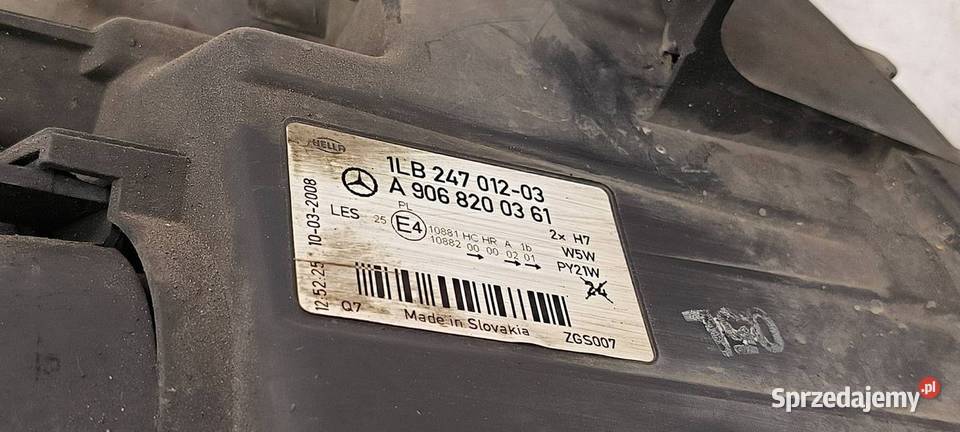 HELLA
1LB 247 012-03
A 906 820 03 61
LES 25 PL E4
10881 HC HR A 1b
10882 00 00 02 01
2x H7
W5W
PY21W
24
12:52:25 10-03-2008
Q7 Made in Slovakia ZGS007
Sprzedajemy.pl